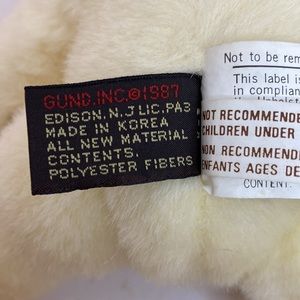 GUND.INC.©1987
EDISON.N.J LIC.PA3
MADE IN KOREA
ALL NEW MATERIAL
CONTENTS.
POLYESTER FIBERS
Not to be rem
This label is
in complian
NOT RECOMMENDE
CHILDREN UNDER
NON RECOMMEN
ENFANTS AGES DE
CONTENT.